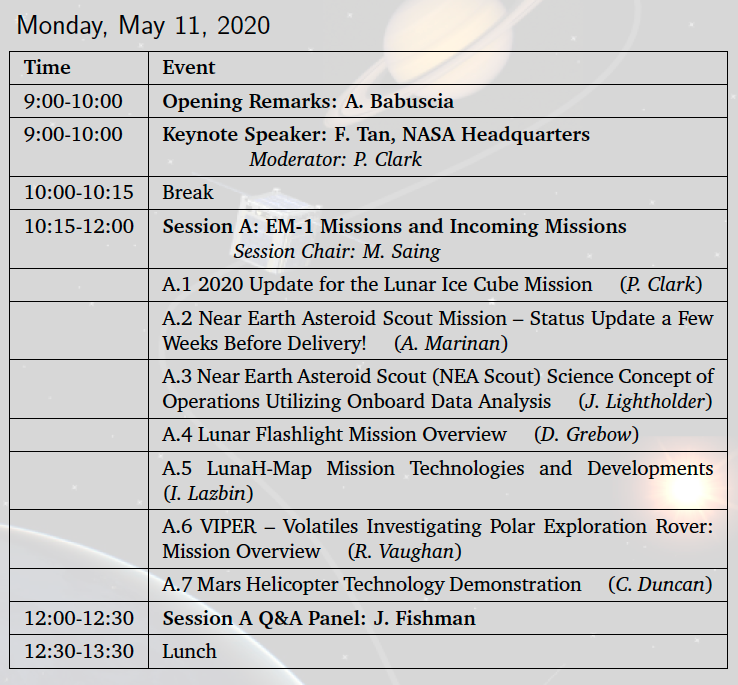 Monday, May 11, 2020
Time Event
9:00-10:00 Opening Remarks: A. Babuscia
9:00-10:00 Keynote Speaker: F. Tan, NASA Headquarters
Moderator: P. Clark
10:00-10:15 Break
10:15-12:00 Session A: EM-1 Missions and Incoming Missions
Session Chair: M. Saing
A.1 2020 Update for the Lunar Ice Cube Mission (P. Clark)
A.2 Near Earth Asteroid Scout Mission – Status Update a Few
Weeks Before Delivery! (A. Marinan)
A.3 Near Earth Asteroid Scout (NEA Scout) Science Concept of
Operations Utilizing Onboard Data Analysis (J. Lightholder)
A.4 Lunar Flashlight Mission Overview (D. Grebow)
A.5 LunaH-Map Mission Technologies and Developments
(I. Lazbin)
A.6 VIPER – Volatiles Investigating Polar Exploration Rover:
Mission Overview (R. Vaughan)
A.7 Mars Helicopter Technology Demonstration (C. Duncan)
12:00-12:30 Session A Q&A Panel: J. Fishman
12:30-13:30 Lunch